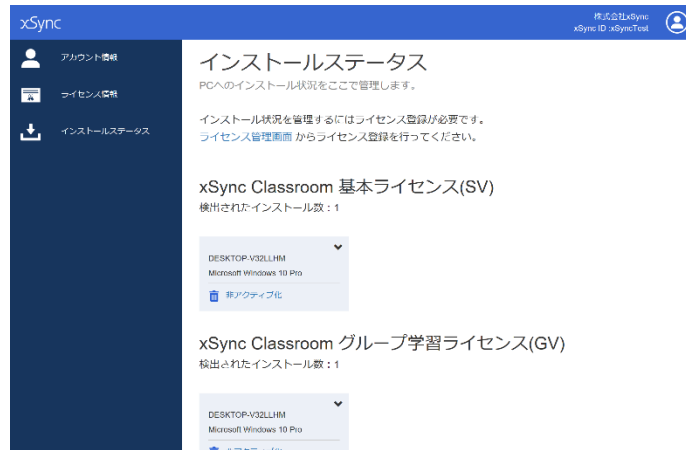 xSync
株式会社xSync
xSync ID :xSyncTest
アカウント情報
ライセンス情報
インストールステータス
インストールステータス
PCへのインストール状況をここで管理します。
インストール状況を管理するにはライセンス登録が必要です。
ライセンス管理画面 からライセンス登録を行ってください。
xSync Classroom 基本ライセンス(SV)
検出されたインストール数：1
DESKTOP-V32LLHM
Microsoft Windows 10 Pro
非アクティブ化
xSync Classroom グループ学習ライセンス(GV)
検出されたインストール数：1
DESKTOP-V32LLHM
Microsoft Windows 10 Pro